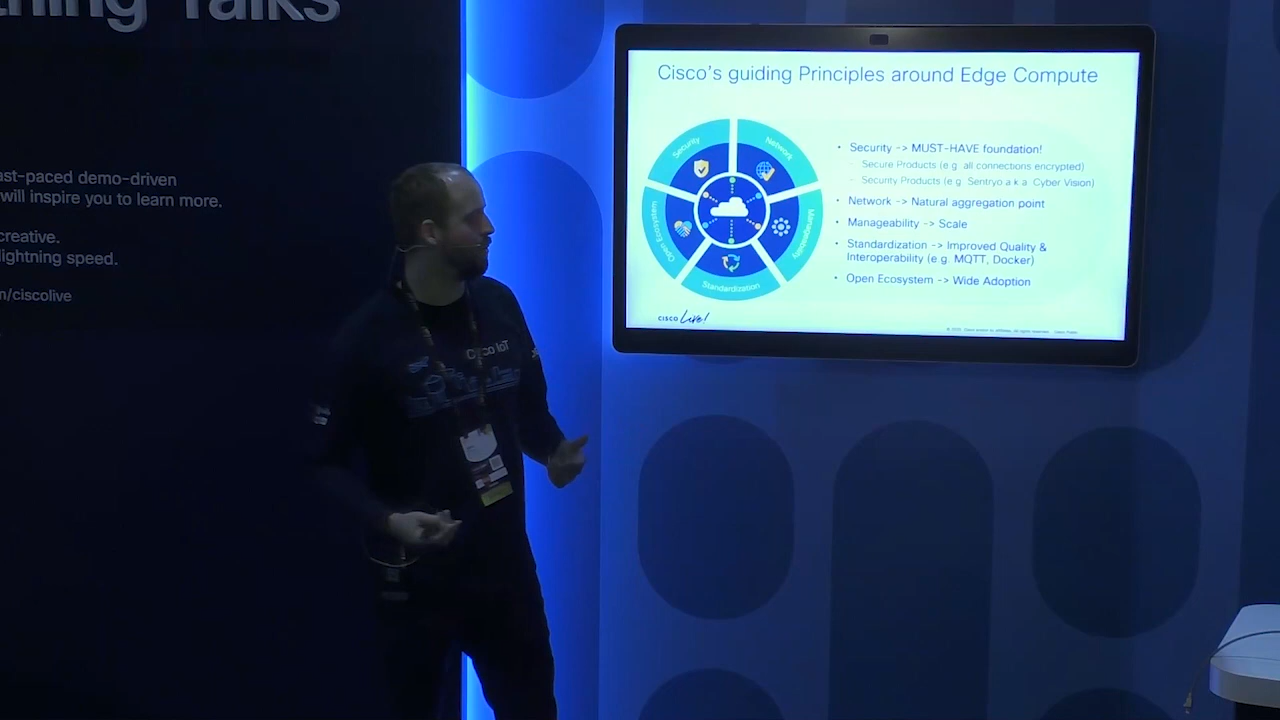 thing Talks
ast-paced demo-driven
will inspire you to learn more.
creative.
lightning speed.
n/ciscolive
Cisco IoT
Cisco's guiding Principles around Edge Compute
Security
Network
Manageability
Standardization
Open Ecosystem
• Security -> MUST-HAVE foundation!
- Secure Products (e.g. all connections encrypted)
- Security Products (e.g. Sentryo a.k.a. Cyber Vision)
• Network -> Natural aggregation point
• Manageability -> Scale
• Standardization -> Improved Quality &
Interoperability (e.g. MQTT, Docker)
• Open Ecosystem -> Wide Adoption
CISCO Live!